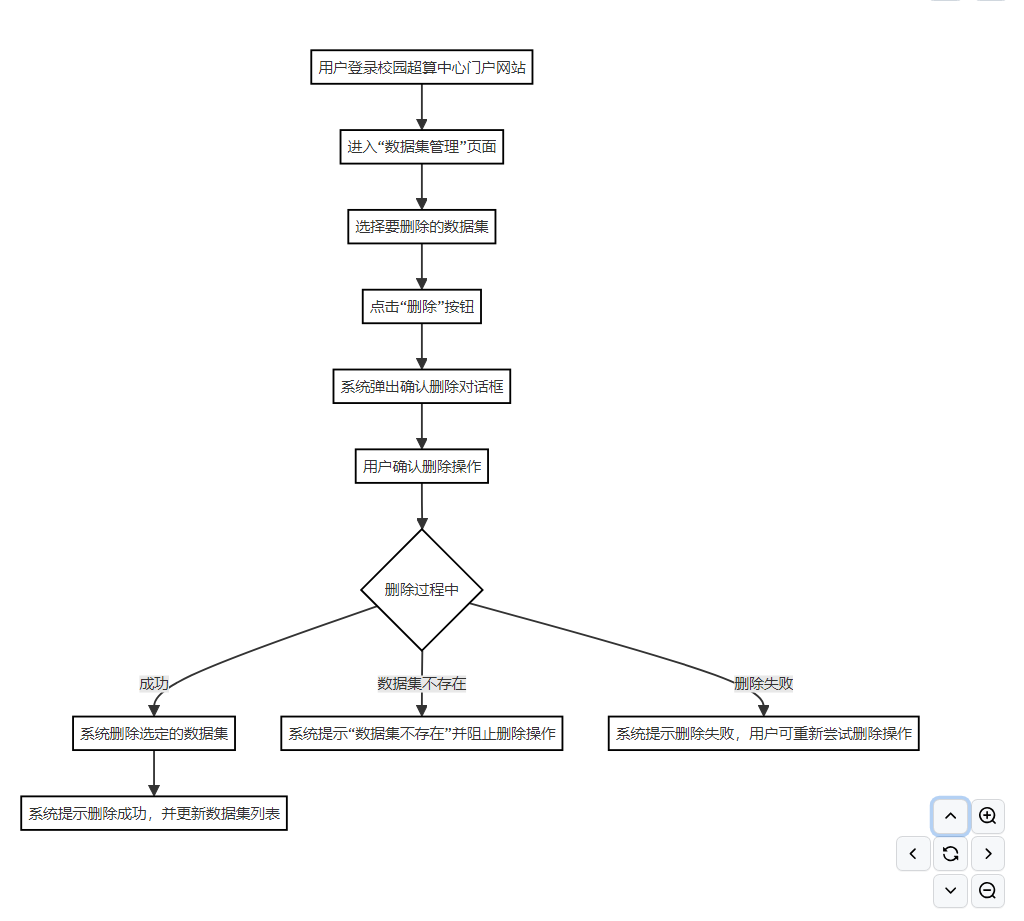 用户登录校园超算中心门户网站
进入“数据集管理”页面
选择要删除的数据集
点击“删除”按钮
系统弹出确认删除对话框
用户确认删除操作
删除过程中
成功
数据集不存在
删除失败
系统删除选定的数据集
系统提示“数据集不存在”并阻止删除操作
系统提示删除失败，用户可重新尝试删除操作
系统提示删除成功，并更新数据集列表